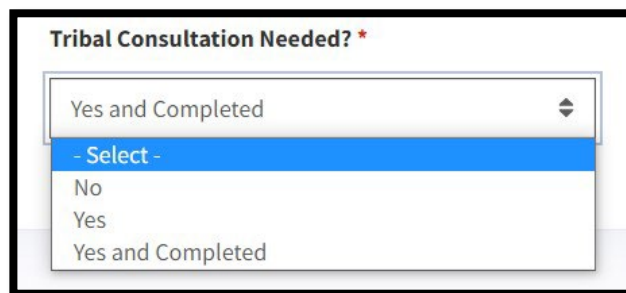 Tribal Consultation Needed? *
Yes and Completed
- Select -
No
Yes
Yes and Completed